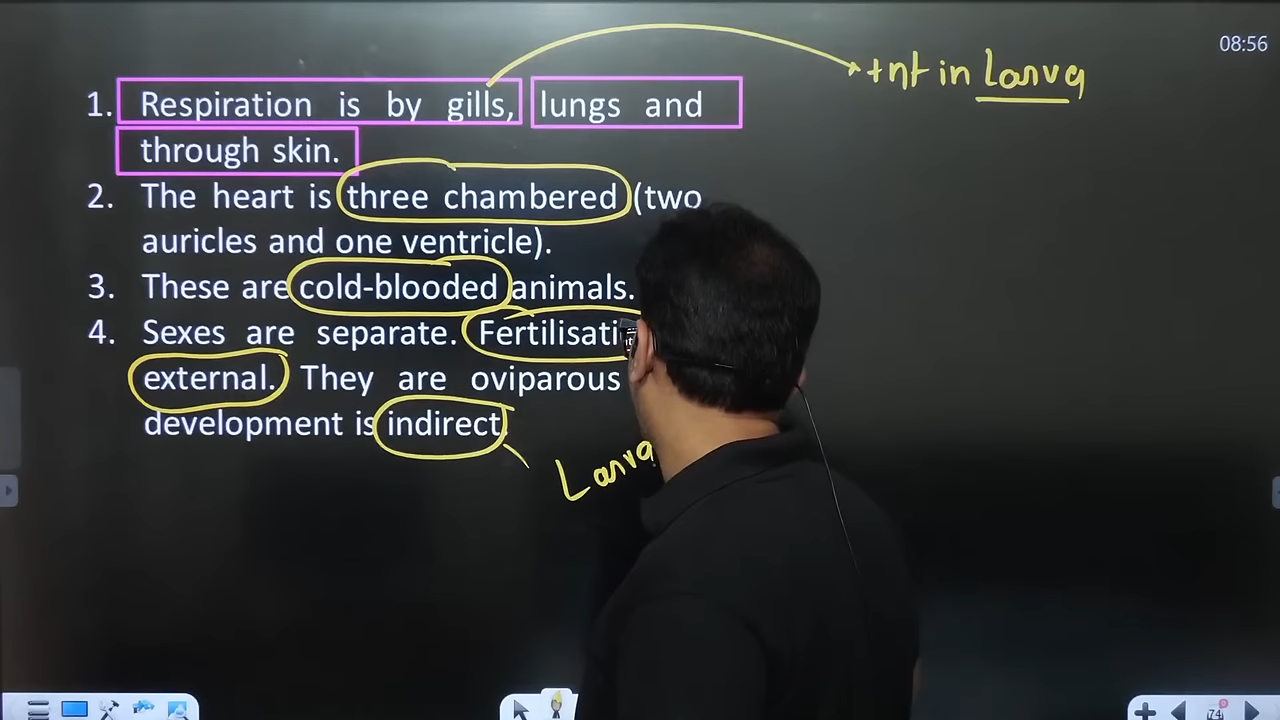 08:56
+nt in Larva
1. Respiration is by gills, lungs and
through skin.
2. The heart is three chambered (two
auricles and one ventricle).
3. These are cold-blooded animals.
4. Sexes are separate.
external. They are oviparous
development is indirect
Larva
74